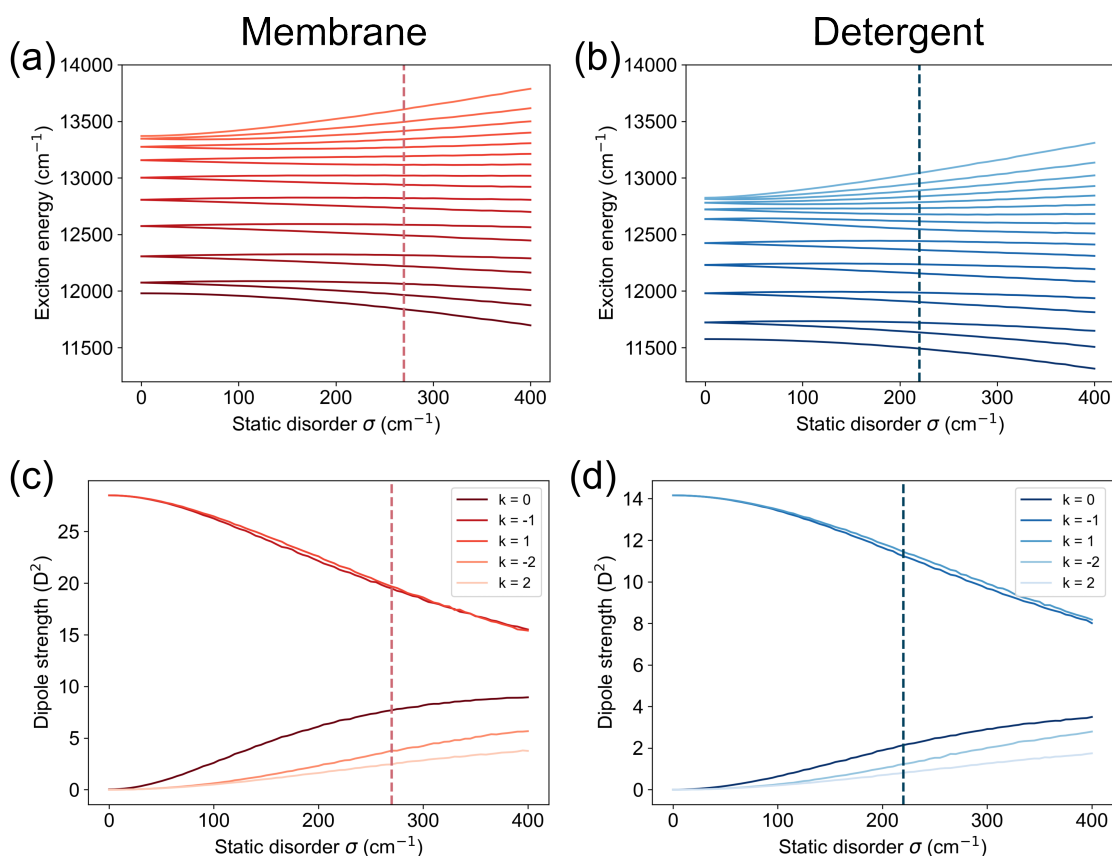 Membrane
Detergent
(a)
14000
13500
13000
12500
12000
11500
Exciton energy (cm⁻¹)
0
100
200
300
400
Static disorder σ (cm⁻¹)
(b)
14000
13500
13000
12500
12000
11500
Exciton energy (cm⁻¹)
0
100
200
300
400
Static disorder σ (cm⁻¹)
(c)
25
20
15
10
5
0
Dipole strength (D²)
k = 0
k = -1
k = 1
k = -2
k = 2
0
100
200
300
400
Static disorder σ (cm⁻¹)
(d)
14
12
10
8
6
4
2
0
Dipole strength (D²)
k = 0
k = -1
k = 1
k = -2
k = 2
0
100
200
300
400
Static disorder σ (cm⁻¹)